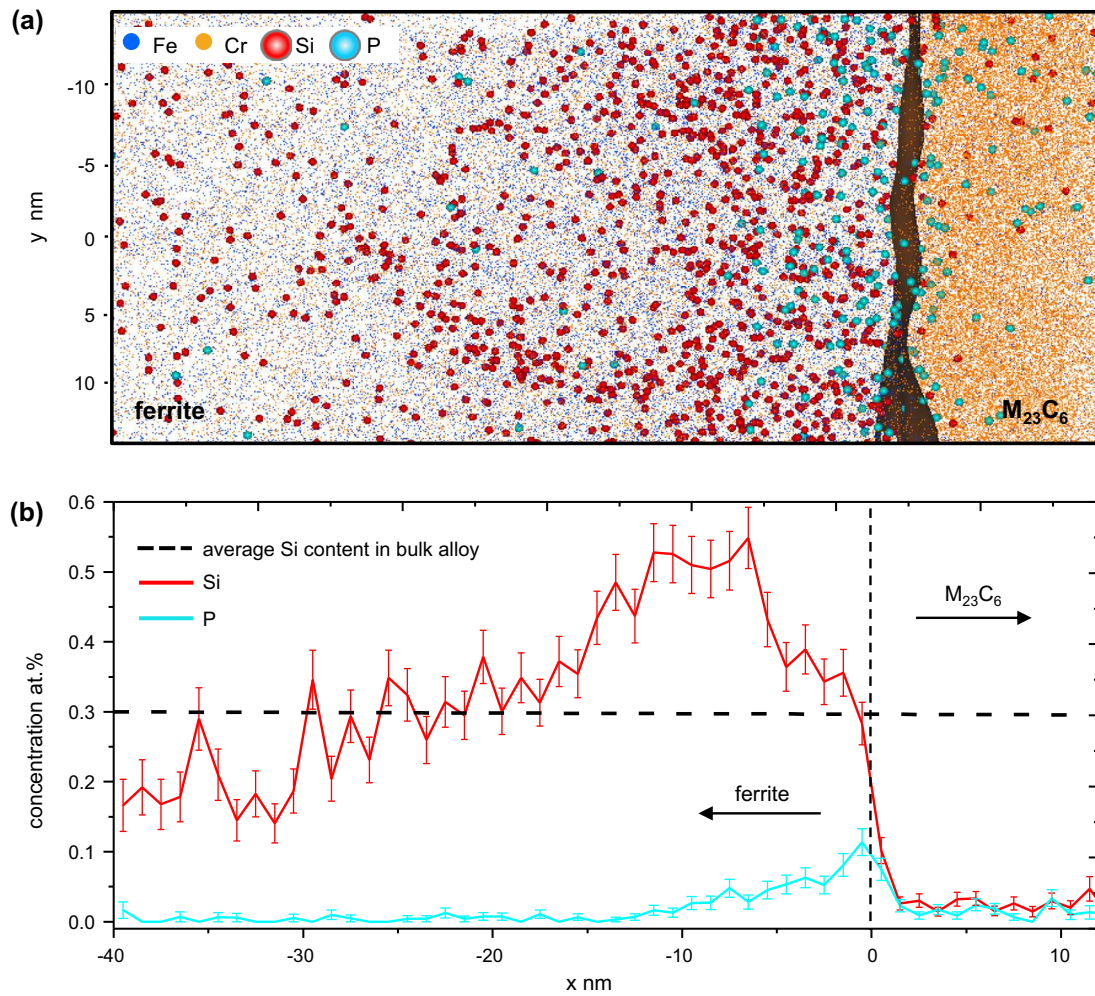 (a)
Fe Cr Si P
-10
-5
0
5
10
y nm
ferrite
M₂₃C₆
(b)
0.6
0.5
0.4
0.3
0.2
0.1
0.0
concentration at.%
average Si content in bulk alloy
Si
P
M₂₃C₆
ferrite
-40 -30 -20 -10 0 10
x nm